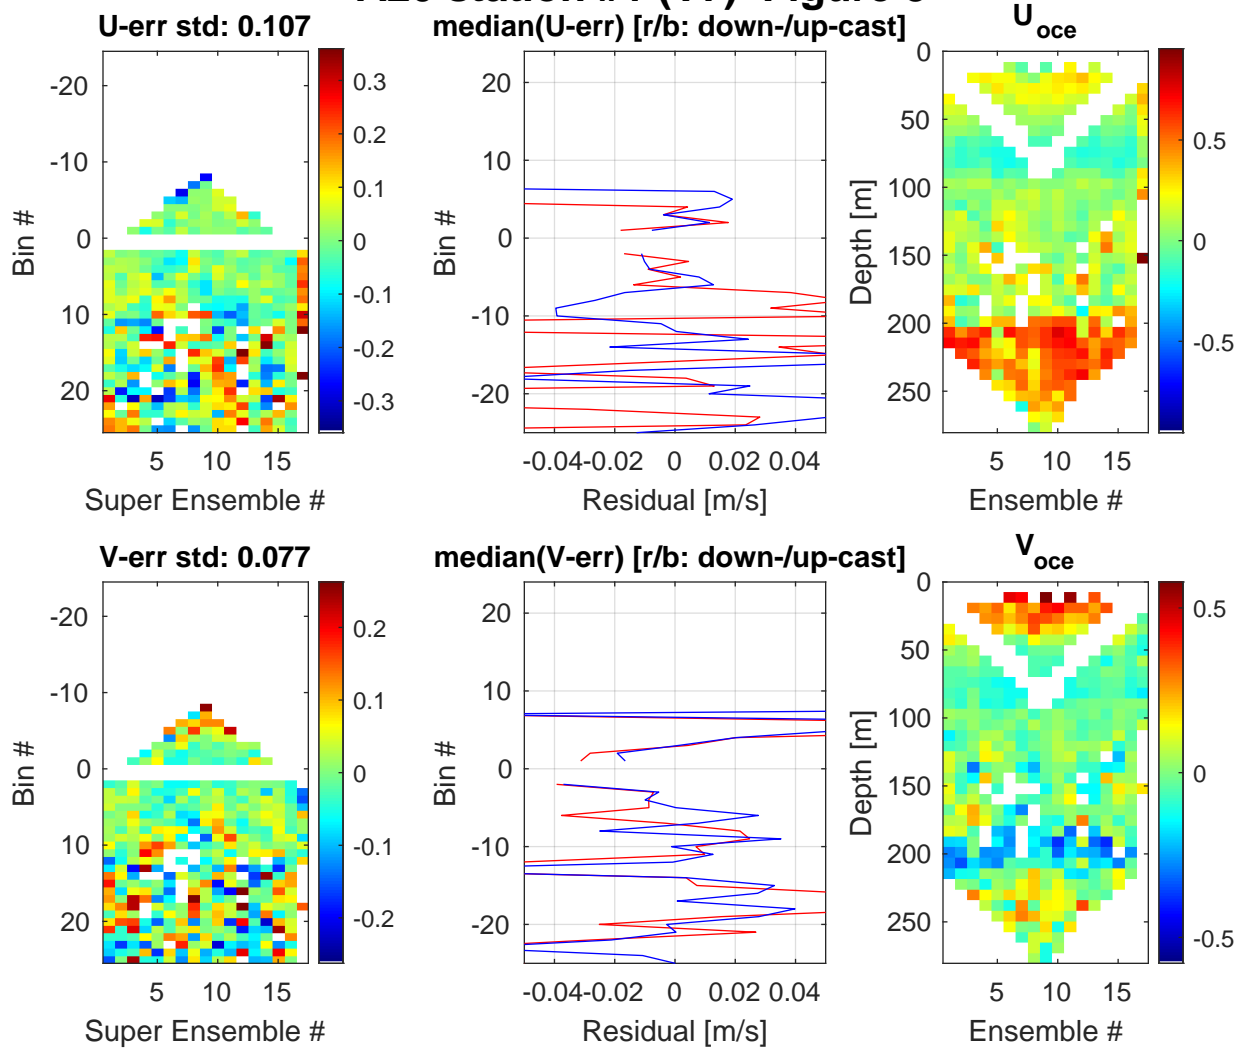 U-err std: 0.107
median(U-err) [r/b: down-/up-cast]
U oce
-20
-10
0
10
20
Bin #
5 10 15
Super Ensemble #
0.3
0.2
0.1
0
-0.1
-0.2
-0.3
20
10
0
-10
-20
Bin #
-0.04 -0.02 0 0.02 0.04
Residual [m/s]
0
50
100
150
200
250
Depth [m]
5 10 15
Ensemble #
0.5
0
-0.5
V-err std: 0.077
median(V-err) [r/b: down-/up-cast]
V oce
-20
-10
0
10
20
Bin #
5 10 15
Super Ensemble #
0.2
0.1
0
-0.1
-0.2
20
10
0
-10
-20
Bin #
-0.04 -0.02 0 0.02 0.04
Residual [m/s]
0
50
100
150
200
250
Depth [m]
5 10 15
Ensemble #
0.5
0
-0.5